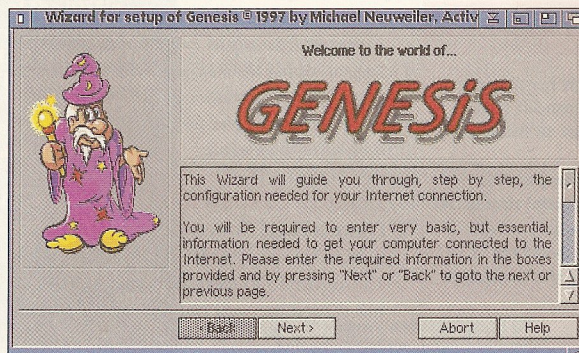 Wizard for setup of Genesis © 1997 by Michael Neuweiler, Activ
Welcome to the world of...
GENESiS
This Wizard will guide you through, step by step, the
configuration needed for your Internet connection.
You will be required to enter very basic, but essential,
information needed to get your computer connected to the
Internet. Please enter the required information in the boxes
provided and by pressing "Next" or "Back" to goto the next or
previous page.
‹ Back
Next ›
Abort
Help